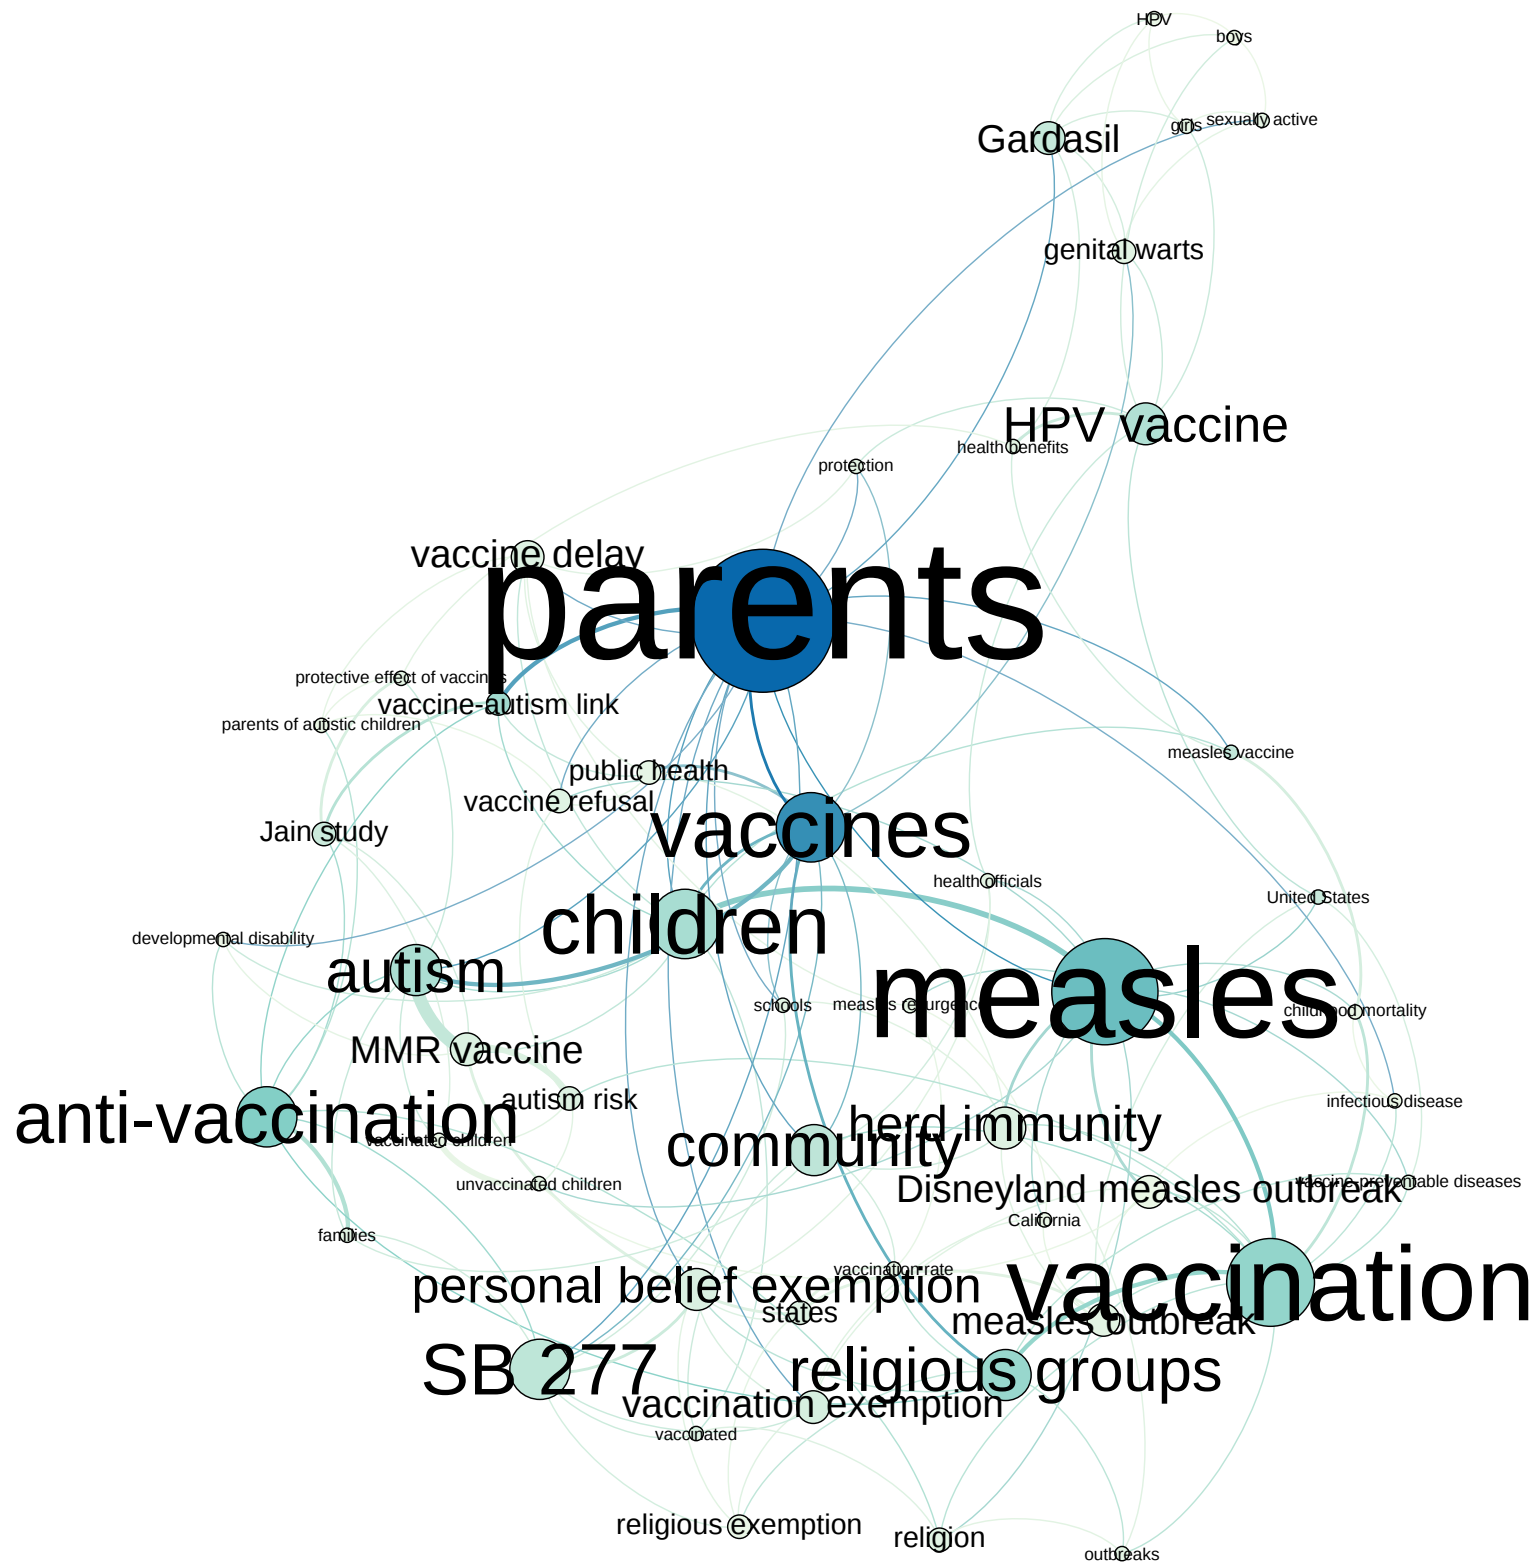 HPV
boys
girls
sexually active
Gardasil
genital warts
HPV vaccine
health benefits
protection
vaccine delay
parents
protective effect of vaccines
vaccine-autism link
parents of autistic children
measles vaccine
public health
vaccine refusal
vaccines
Jain study
health officials
United States
children
developmental disability
autism
measles
schools
measles resurgence
childhood mortality
MMR vaccine
autism risk
infectious disease
anti-vaccination
herd immunity
vaccinated children
community
unvaccinated children
Disneyland measles outbreak
vaccine-preventable diseases
California
families
vaccination rate
personal belief exemption
vaccination
states
measles outbreak
SB 277
religious groups
vaccination exemption
vaccinated
religious exemption
religion
outbreaks